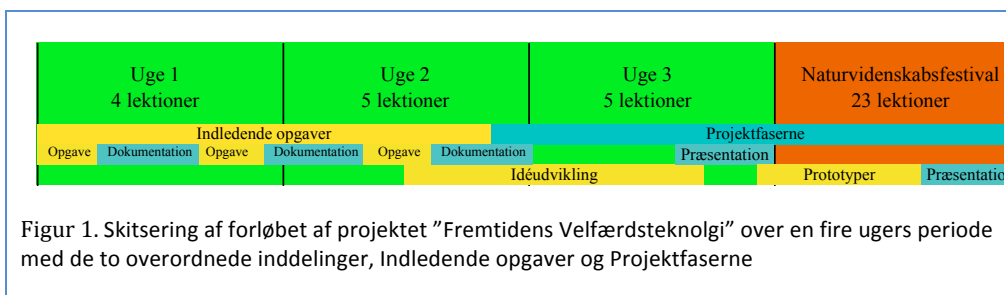 Uge 1 Uge 2 Uge 3 Naturvidenskabsfestival
4 lektioner 5 lektioner 5 lektioner 23 lektioner
Indledende opgaver Projektfaserne
Opgave Dokumentation Opgave Dokumentation Opgave Dokumentation Præsentation
Idéudvikling Prototyper Præsentatio
Figur 1. Skitsering af forløbet af projektet ”Fremtidens Velfærdsteknolgi” over en fire ugers periode
med de to overordnede inddelinger, Indledende opgaver og Projektfaserne